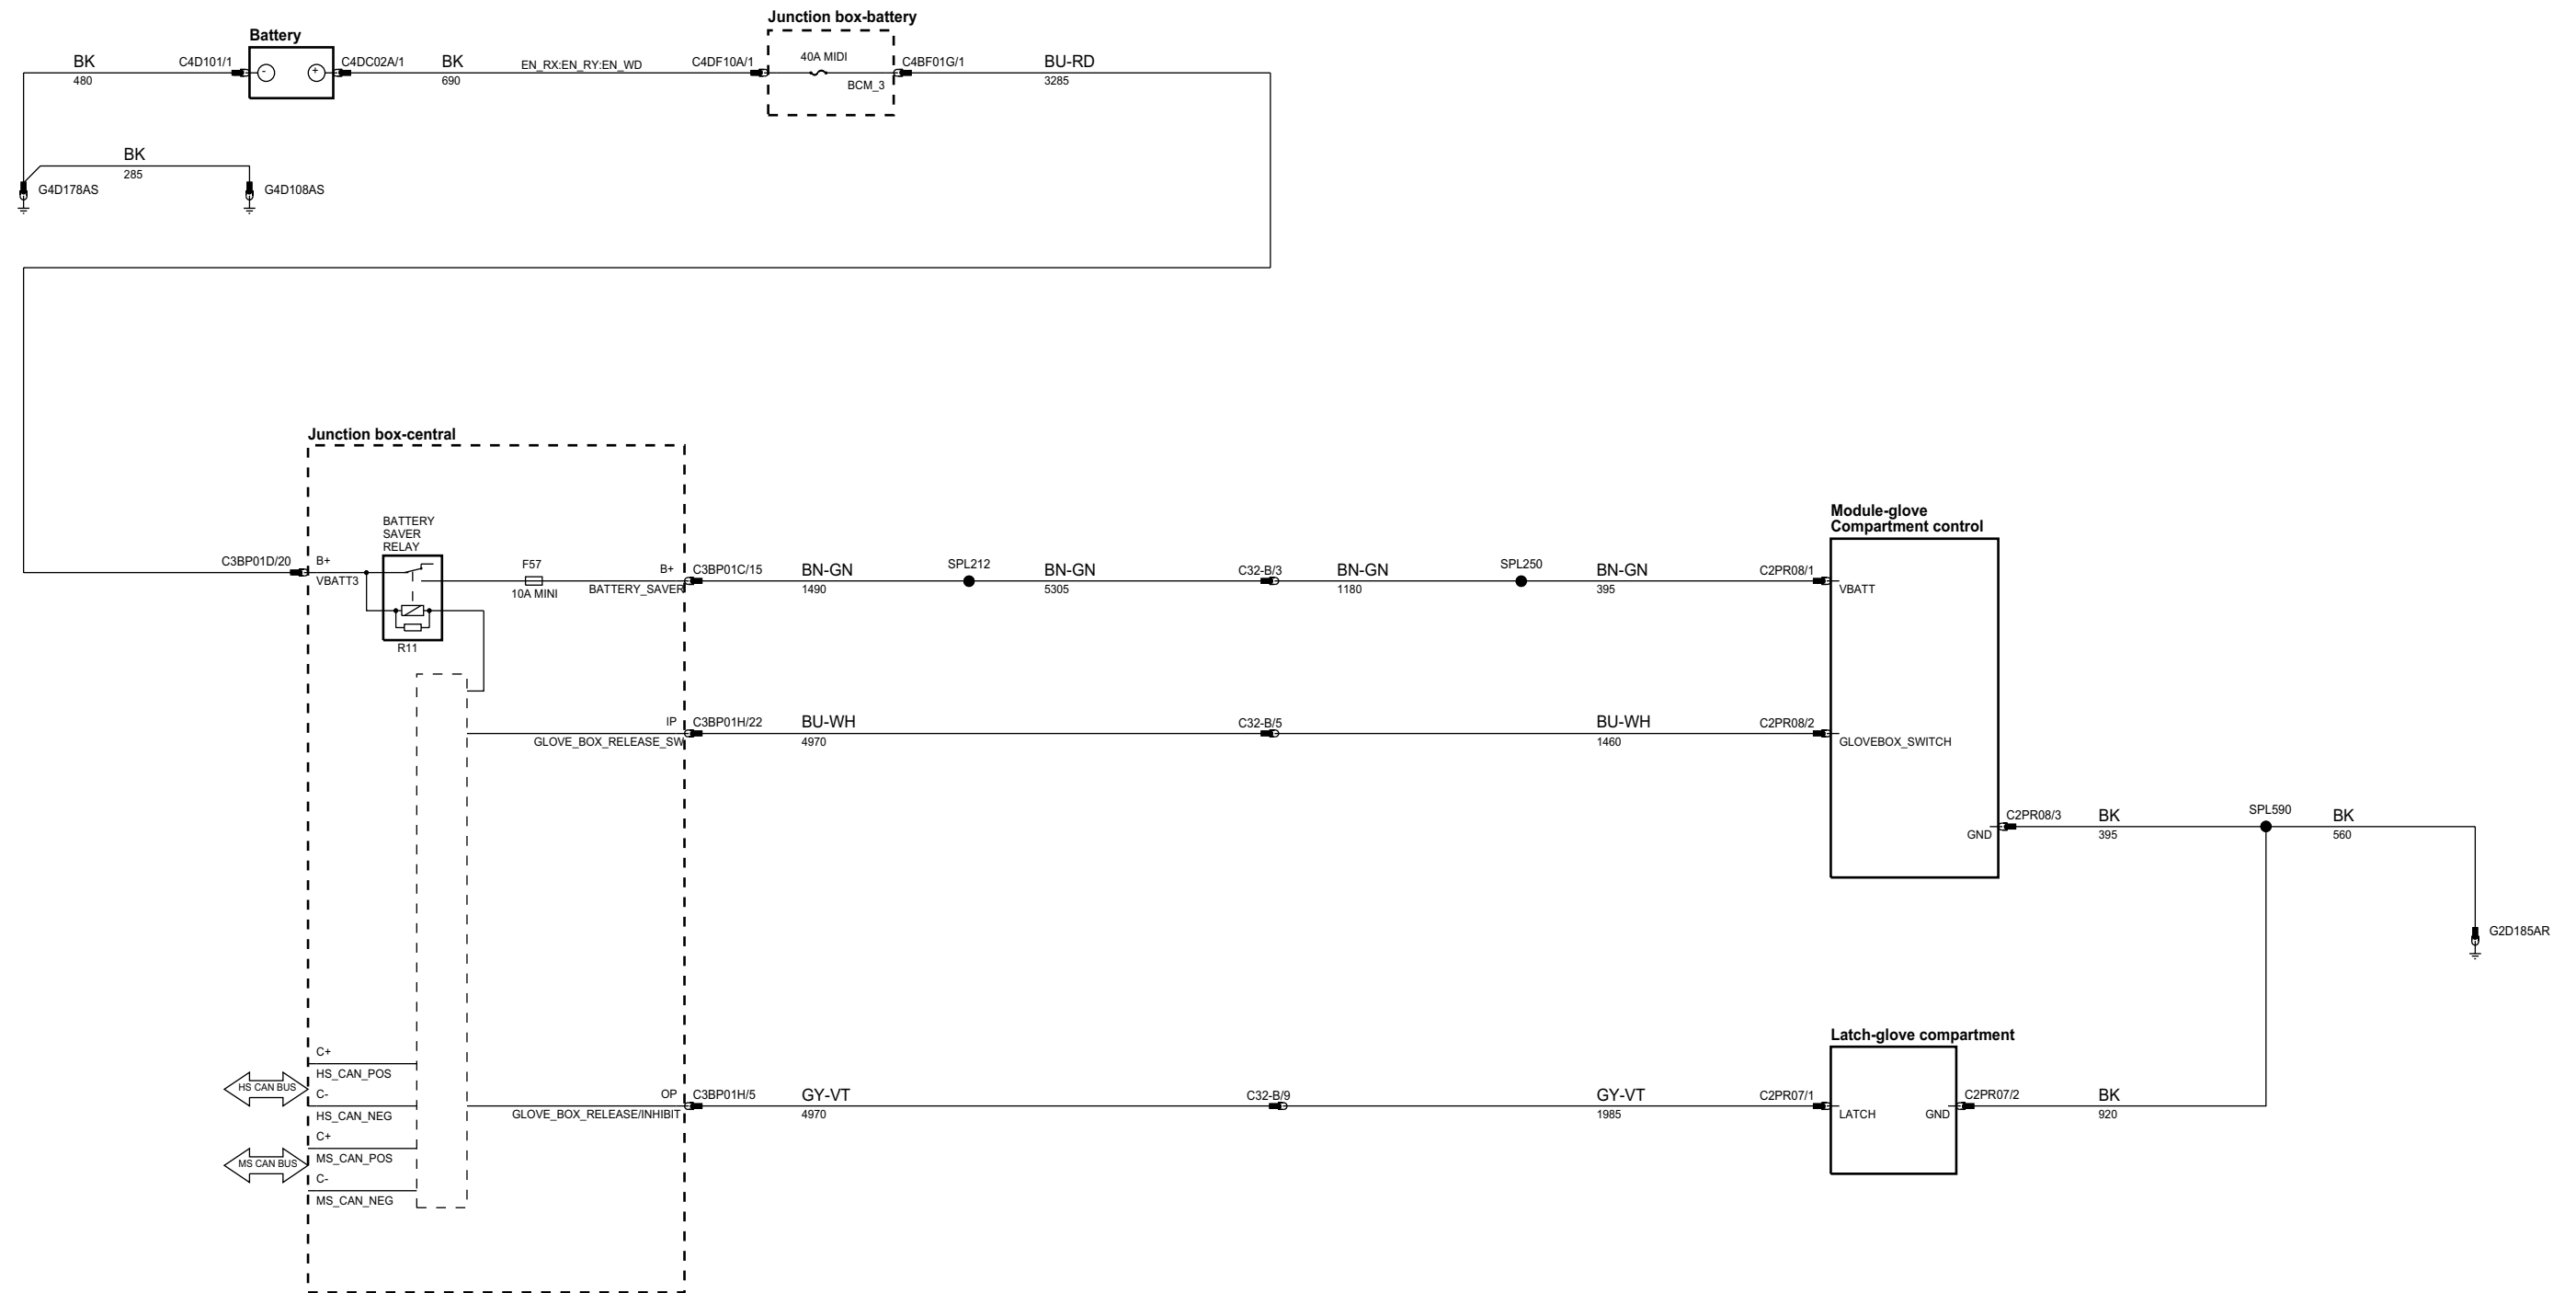 Junction box-battery
Battery
BK
480
C4D101/1
-
+
C4DC02A/1
BK
690
EN_RX:EN_RY:EN_WD
C4DF10A/1
40A MIDI
BCM_3
C4BF01G/1
BU-RD
3285
BK
285
G4D178AS
G4D108AS
Junction box-central
BATTERY
SAVER
RELAY
C3BP01D/20
B+
VBATT3
R11
F57
10A MINI
B+
BATTERY_SAVER
C3BP01C/15
BN-GN
1490
SPL212
BN-GN
5305
C32-B/3
BN-GN
1180
SPL250
BN-GN
395
C2PR08/1
Module-glove
Compartment control
VBATT
IP
GLOVE_BOX_RELEASE_SW
C3BP01H/22
BU-WH
4970
C32-B/5
BU-WH
1460
C2PR08/2
GLOVEBOX_SWITCH
GND
C2PR08/3
BK
395
SPL590
BK
560
G2D185AR
Latch-glove compartment
C+
HS_CAN_POS
HS CAN BUS
C-
HS_CAN_NEG
C+
MS_CAN_POS
MS CAN BUS
C-
MS_CAN_NEG
OP
GLOVE_BOX_RELEASE/INHIBIT
C3BP01H/5
GY-VT
4970
C32-B/9
GY-VT
1985
C2PR07/1
LATCH
GND
C2PR07/2
BK
920